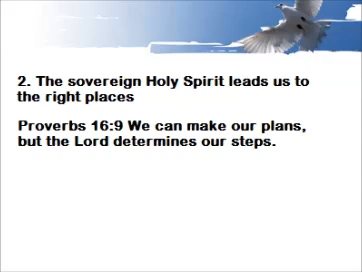 2. The sovereign Holy Spirit leads us to
the right places
Proverbs 16:9 We can make our plans,
but the Lord determines our steps.